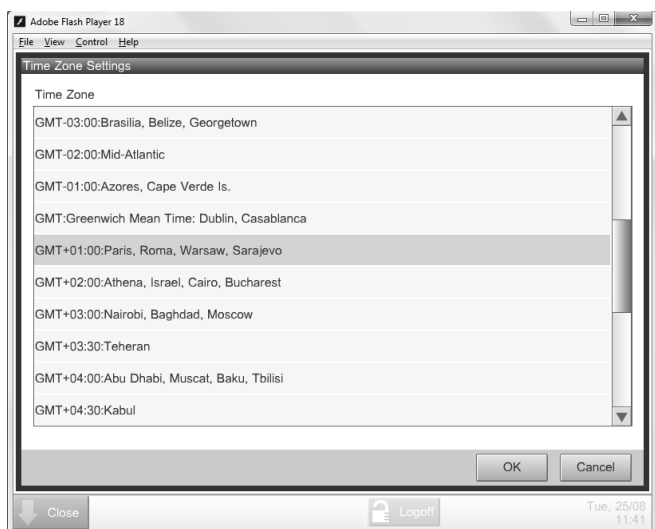 Adobe Flash Player 18
File View Control Help
Time Zone Settings
Time Zone
GMT-03:00:Brasilia, Belize, Georgetown
GMT-02:00:Mid-Atlantic
GMT-01:00:Azores, Cape Verde Is.
GMT:Greenwich Mean Time: Dublin, Casablanca
GMT+01:00:Paris, Roma, Warsaw, Sarajevo
GMT+02:00:Athena, Israel, Cairo, Bucharest
GMT+03:00:Nairobi, Baghdad, Moscow
GMT+03:30:Teheran
GMT+04:00:Abu Dhabi, Muscat, Baku, Tbilisi
GMT+04:30:Kabul
OK Cancel
Close Logoff Tue, 25/08
11:41